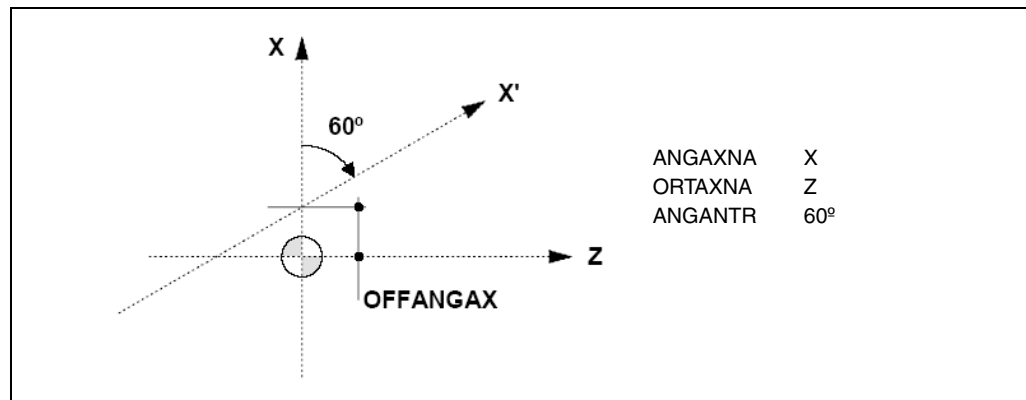 X
X'
60º
ANGAXNA X
ORTAXNA Z
ANGANTR 60º
Z
OFFANGAX